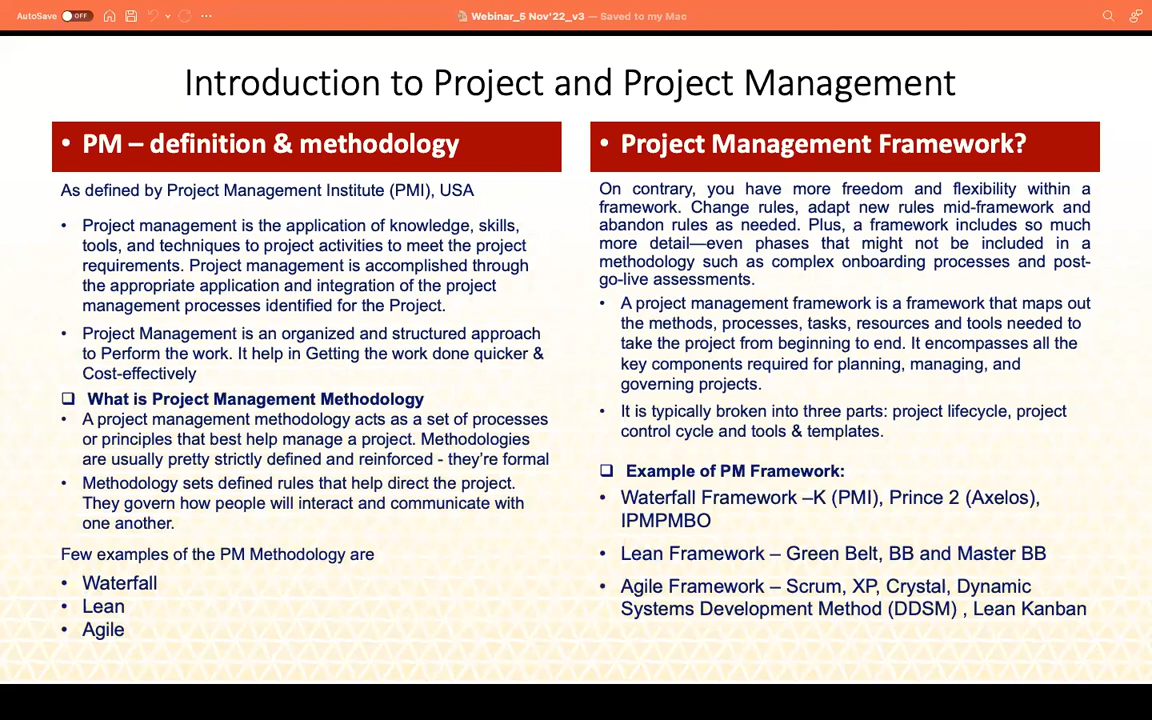 AutoSave OFF
Webinar_5 Nov'22_v3 — Saved to my Mac
Introduction to Project and Project Management
• PM – definition & methodology
As defined by Project Management Institute (PMI), USA
• Project management is the application of knowledge, skills,
tools, and techniques to project activities to meet the project
requirements. Project management is accomplished through
the appropriate application and integration of the project
management processes identified for the Project.
• Project Management is an organized and structured approach
to Perform the work. It help in Getting the work done quicker &
Cost-effectively
❑ What is Project Management Methodology
• A project management methodology acts as a set of processes
or principles that best help manage a project. Methodologies
are usually pretty strictly defined and reinforced - they're formal
• Methodology sets defined rules that help direct the project.
They govern how people will interact and communicate with
one another.
Few examples of the PM Methodology are
• Waterfall
• Lean
• Agile
• Project Management Framework?
On contrary, you have more freedom and flexibility within a
framework. Change rules, adapt new rules mid-framework and
abandon rules as needed. Plus, a framework includes so much
more detail—even phases that might not be included in a
methodology such as complex onboarding processes and post-
go-live assessments.
• A project management framework is a framework that maps out
the methods, processes, tasks, resources and tools needed to
take the project from beginning to end. It encompasses all the
key components required for planning, managing, and
governing projects.
• It is typically broken into three parts: project lifecycle, project
control cycle and tools & templates.
❑ Example of PM Framework:
• Waterfall Framework –K (PMI), Prince 2 (Axelos),
IPMPMBO
• Lean Framework – Green Belt, BB and Master BB
• Agile Framework – Scrum, XP, Crystal, Dynamic
Systems Development Method (DDSM) , Lean Kanban